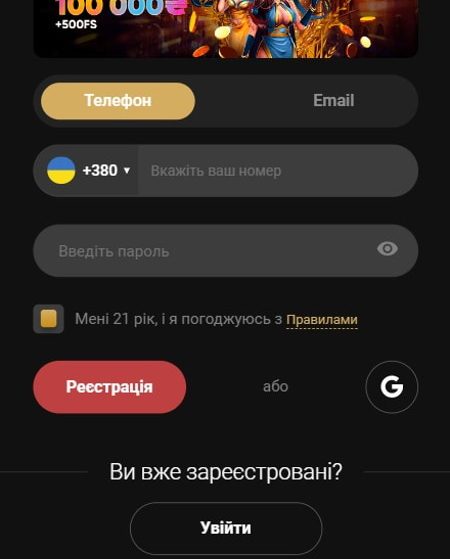 100 000₴
+500FS
Телефон Email
+380 ▾ Вкажіть ваш номер
Введіть пароль
Мені 21 рік, і я погоджуюсь з Правилами
Реєстрація або G
Ви вже зареєстровані?
Увійти